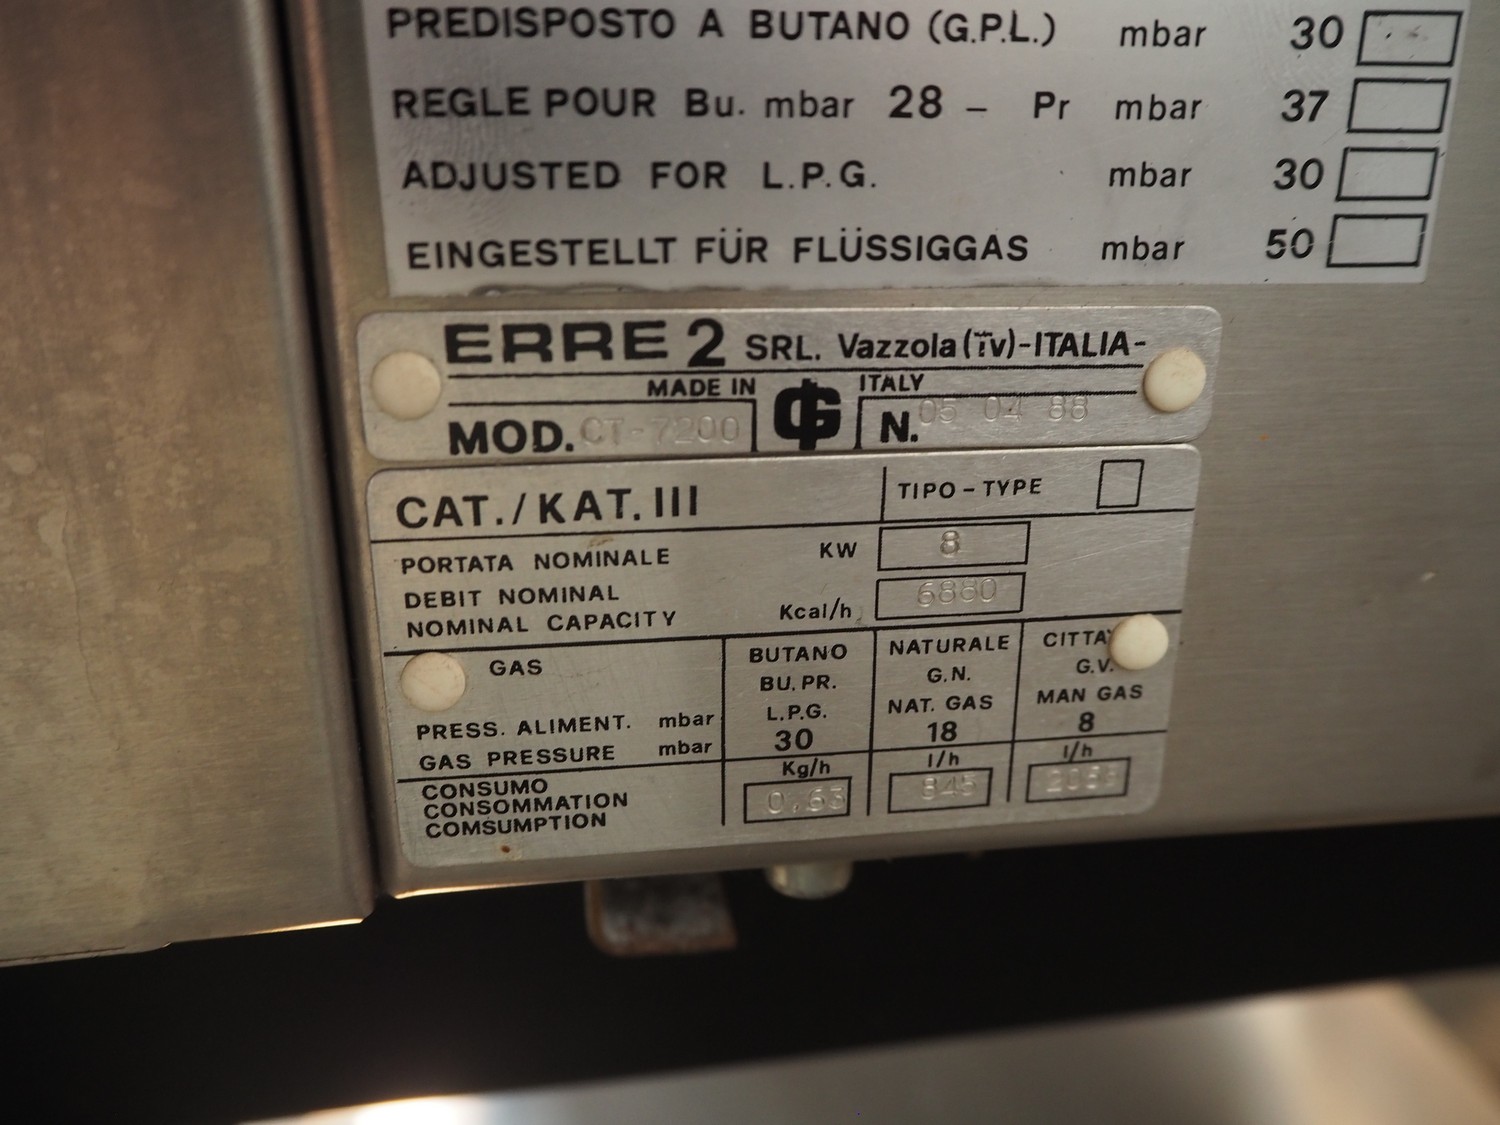 PREDISPOSTO A BUTANO (G.P.L.) mbar 30
REGLE POUR Bu. mbar 28 - Pr mbar 37
ADJUSTED FOR L.P.G. mbar 30
EINGESTELLT FÜR FLÜSSIGGAS mbar 50
ERRE 2 SRL. Vazzola (Tv)-ITALIA-
MADE IN ITALY
MOD. CT-7200 N. 05 04 88
CAT./KAT. III TIPO-TYPE
PORTATA NOMINALE KW 8
DEBIT NOMINAL
NOMINAL CAPACITY Kcal/h 6880
GAS BUTANO NATURALE CITTA'
BU. PR. G.N. G.V.
L.P.G. NAT. GAS MAN GAS
PRESS. ALIMENT. mbar 30 18 8
GAS PRESSURE mbar
Kg/h l/h l/h
CONSUMO 0.63 845
CONSOMMATION
COMSUMPTION